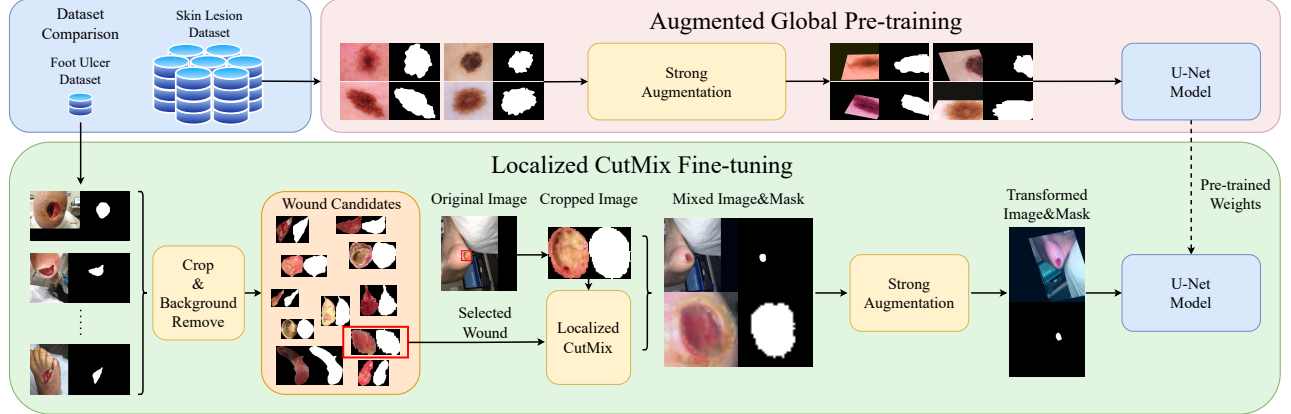 Dataset
Comparison
Skin Lesion
Dataset
Foot Ulcer
Dataset
Augmented Global Pre-training
Strong
Augmentation
U-Net
Model
Localized CutMix Fine-tuning
Crop
&
Background
Remove
Wound Candidates
Original Image
Cropped Image
Selected
Wound
Localized
CutMix
Mixed Image&Mask
Strong
Augmentation
Transformed
Image&Mask
Pre-trained
Weights
U-Net
Model